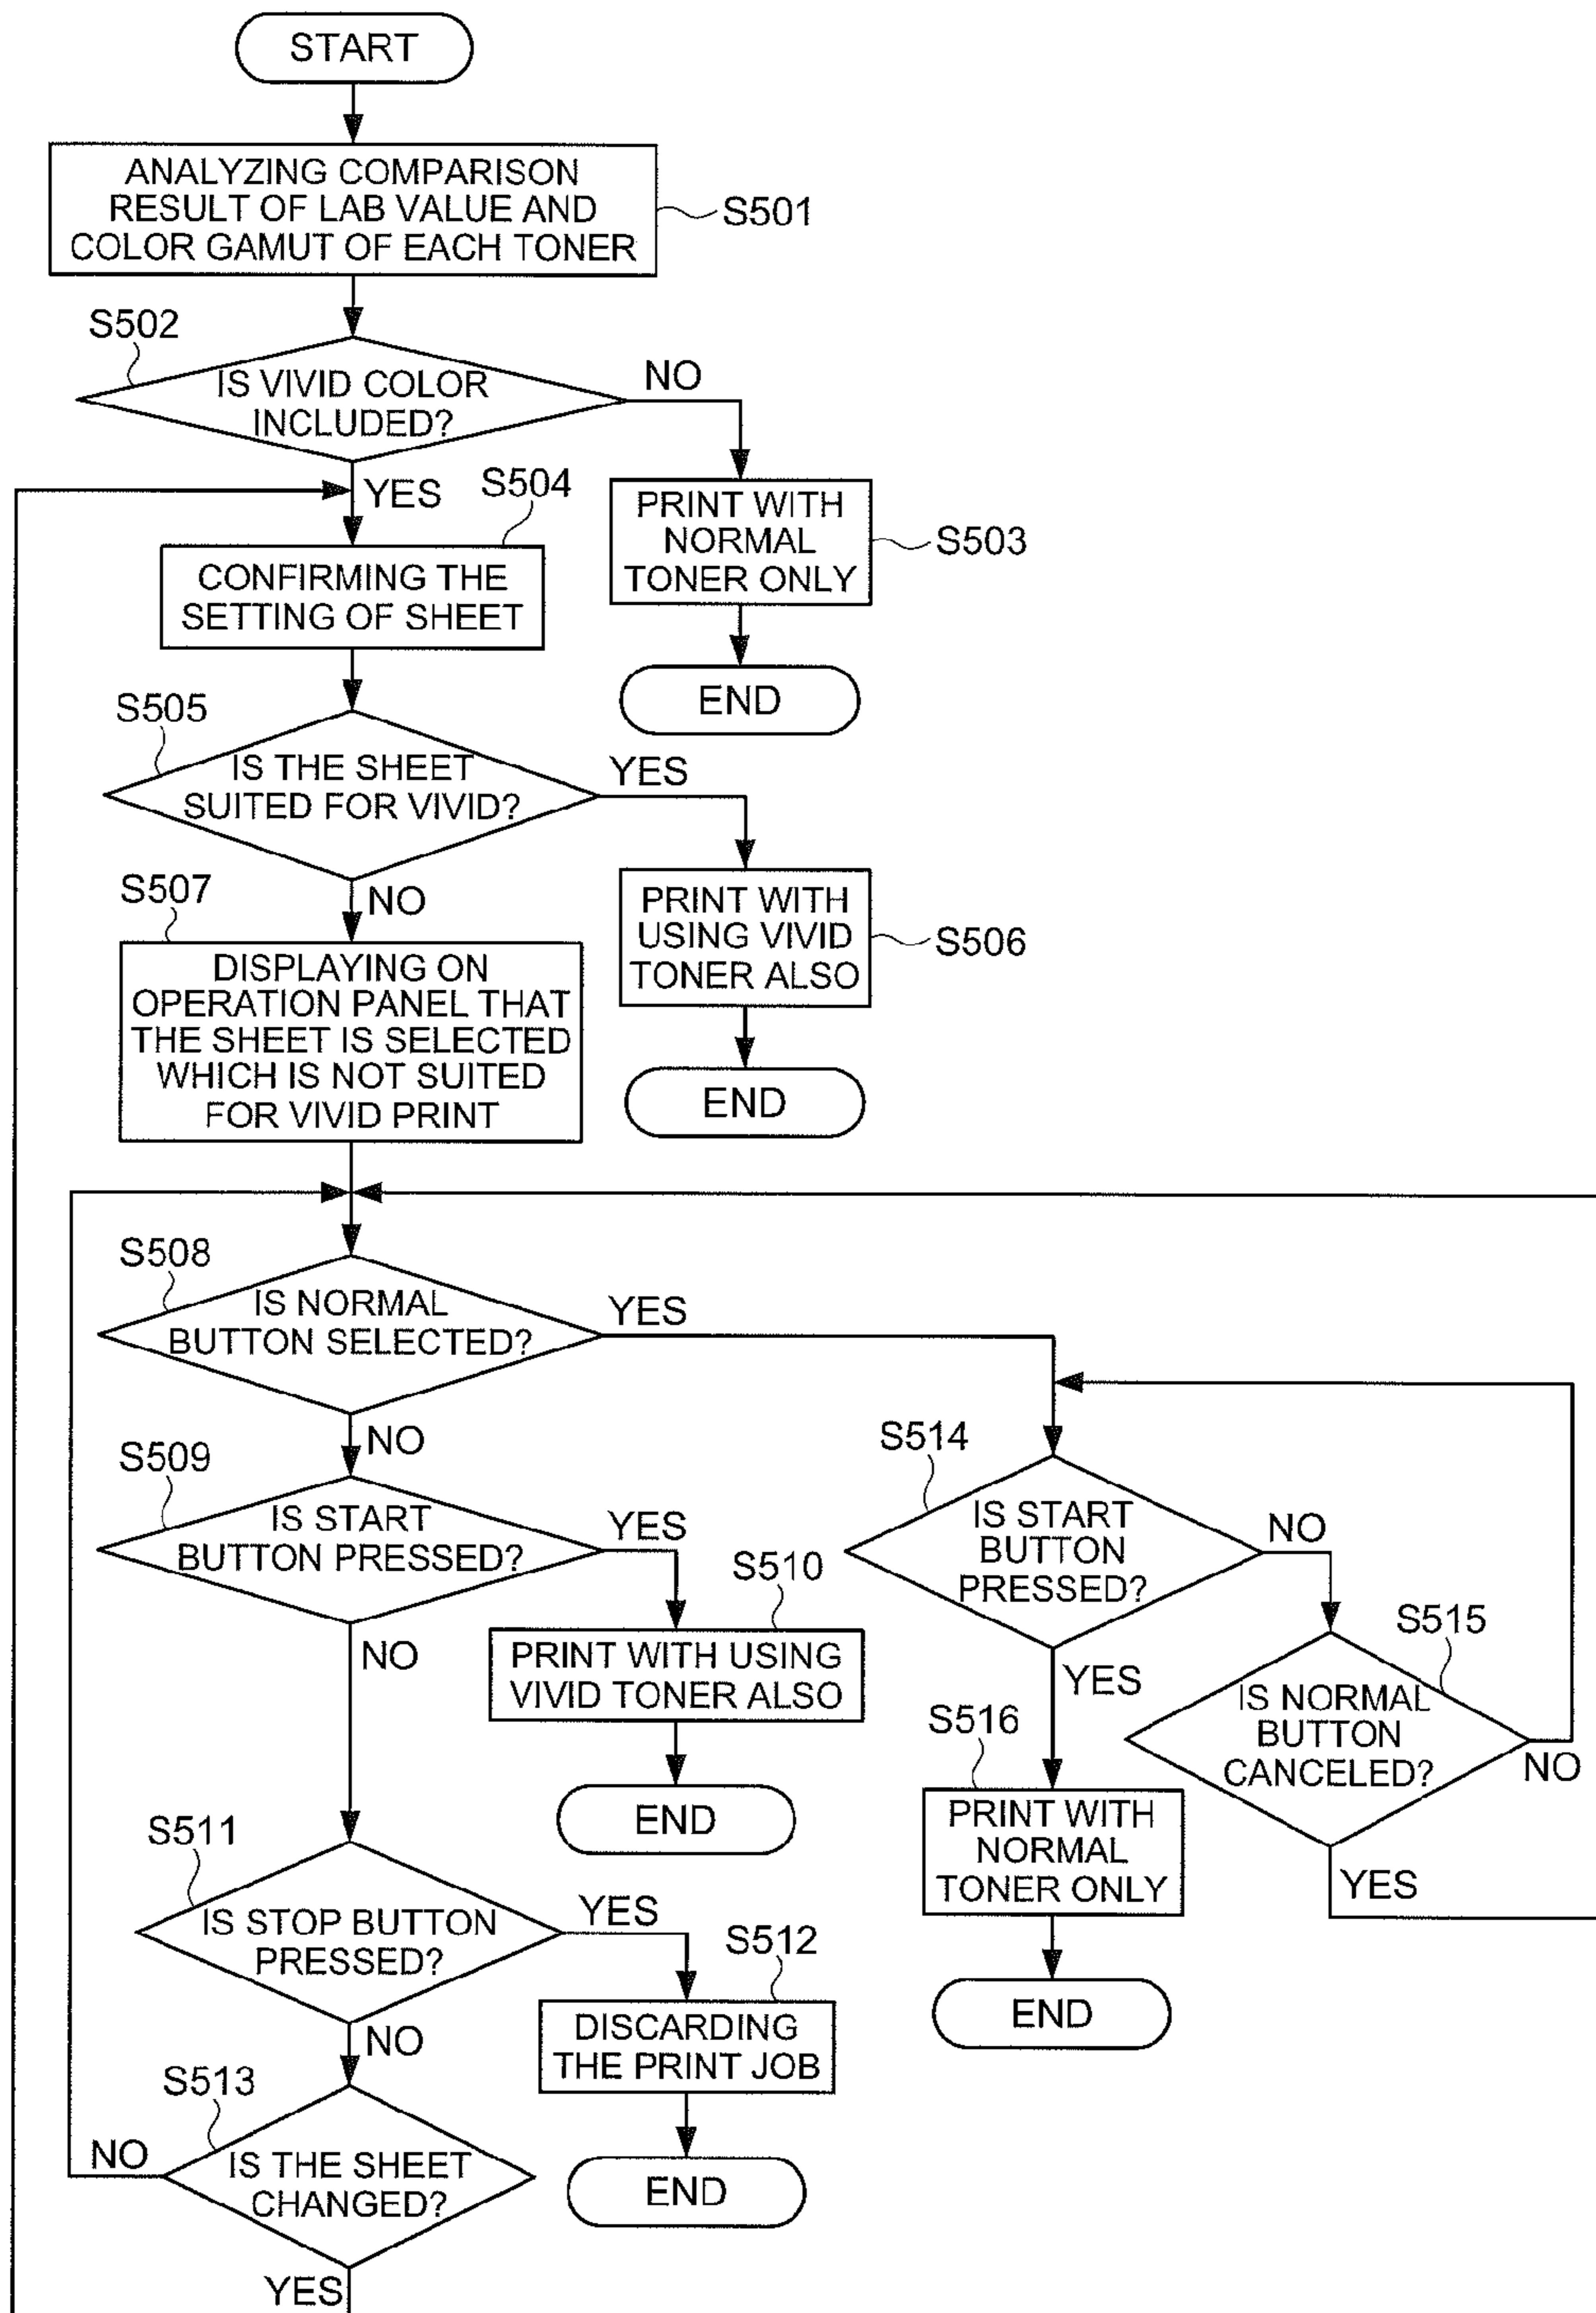 START
ANALYZING COMPARISON
RESULT OF LAB VALUE AND
COLOR GAMUT OF EACH TONER
S501
S502
IS VIVID COLOR
INCLUDED?
NO
YES
S504
PRINT WITH
NORMAL
TONER ONLY
S503
CONFIRMING THE
SETTING OF SHEET
END
S505
IS THE SHEET
SUITED FOR VIVID?
YES
S507
NO
PRINT WITH
USING VIVID
TONER ALSO
S506
DISPLAYING ON
OPERATION PANEL THAT
THE SHEET IS SELECTED
WHICH IS NOT SUITED
FOR VIVID PRINT
END
S508
IS NORMAL
BUTTON SELECTED?
YES
NO
S509
IS START
BUTTON PRESSED?
YES
S510
NO
PRINT WITH USING
VIVID TONER ALSO
END
S514
IS START
BUTTON
PRESSED?
NO
S515
YES
IS NORMAL
BUTTON
CANCELED?
NO
S516
PRINT WITH
NORMAL
TONER ONLY
YES
END
S511
IS STOP BUTTON
PRESSED?
YES
S512
NO
DISCARDING
THE PRINT JOB
S513
NO
IS THE SHEET
CHANGED?
END
YES